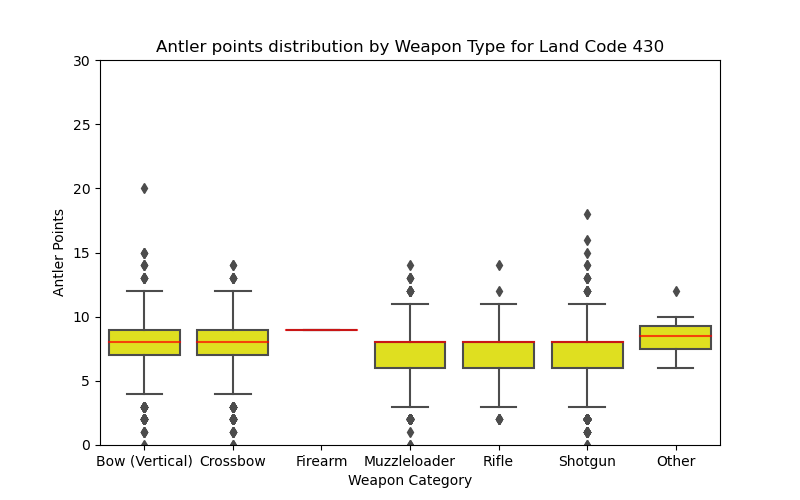 Antler points distribution by Weapon Type for Land Code 430
30
25
20
15
10
5
0
Antler Points
Bow (Vertical) Crossbow Firearm Muzzleloader Rifle Shotgun Other
Weapon Category